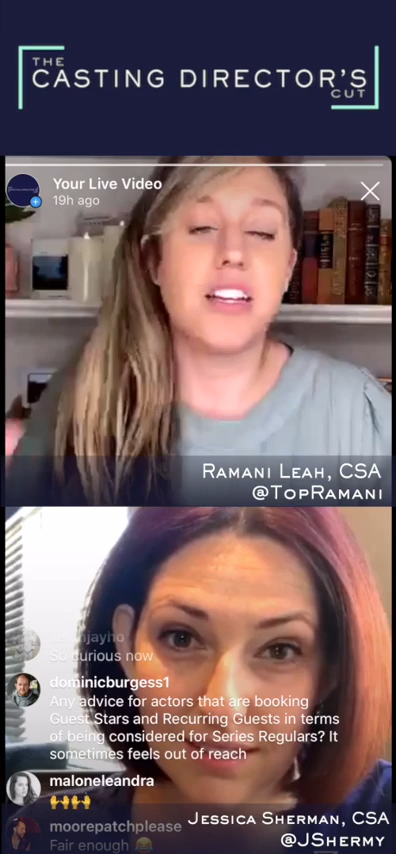 THE
CASTING DIRECTOR'S
CUT
Your Live Video
19h ago
RAMANI LEAH, CSA
@TOPRAMANI
So curious now
dominicburgess1
Any advice for actors that are booking
Guest Stars and Recurring Guests in terms
of being considered for Series Regulars? It
sometimes feels out of reach
maloneleandra
🙌🙌
JESSICA SHERMAN, CSA
@JSHERMY
moorepatchplease
Fair enough 😂